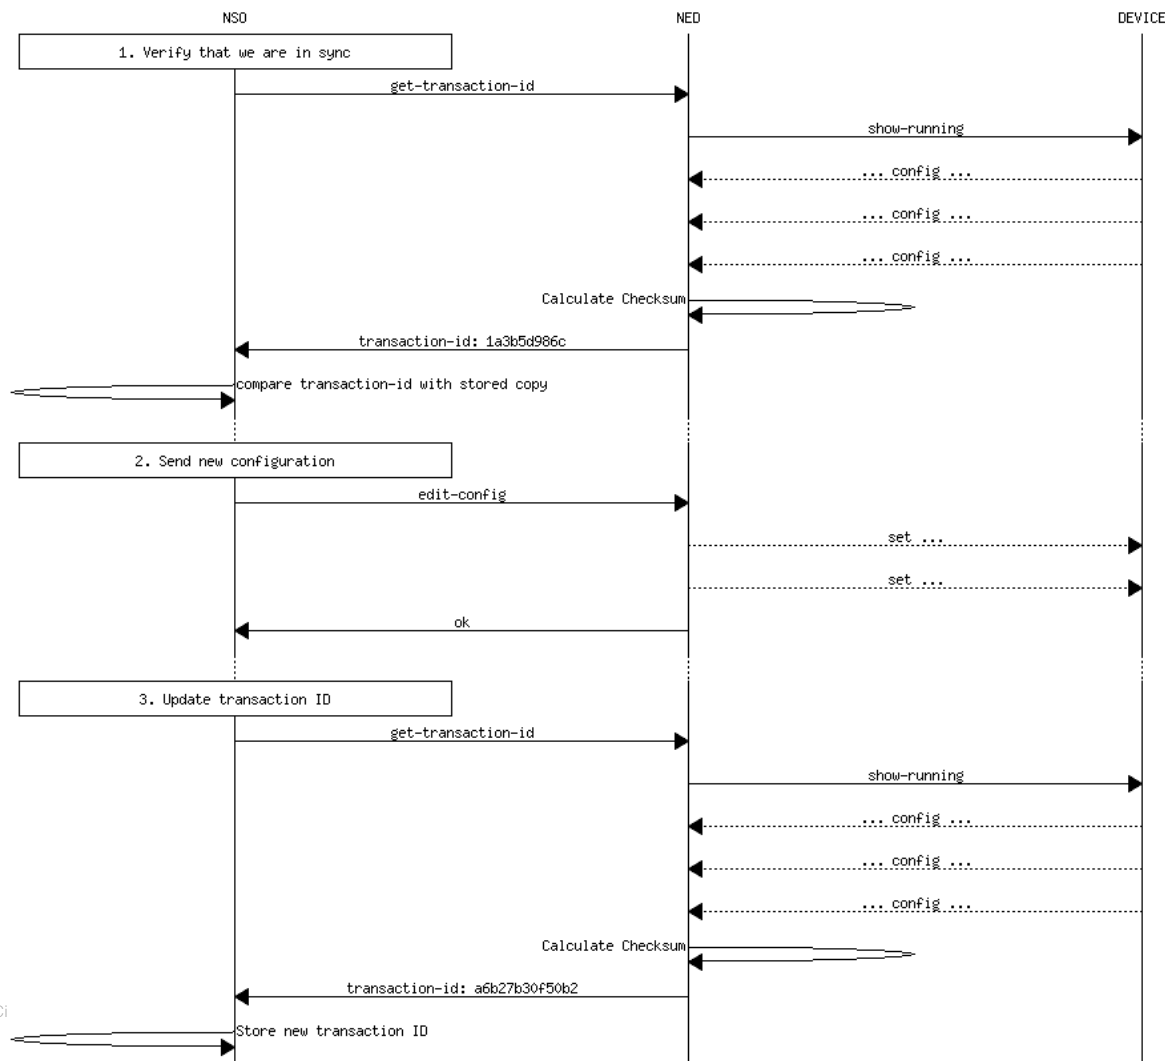 NSO NED DEVICE
1. Verify that we are in sync
get-transaction-id
show-running
... config ...
... config ...
... config ...
Calculate Checksum
transaction-id: 1a3b5d986c
compare transaction-id with stored copy
2. Send new configuration
edit-config
set ...
set ...
ok
3. Update transaction ID
get-transaction-id
show-running
... config ...
... config ...
... config ...
Calculate Checksum
transaction-id: a6b27b30f50b2
Store new transaction ID